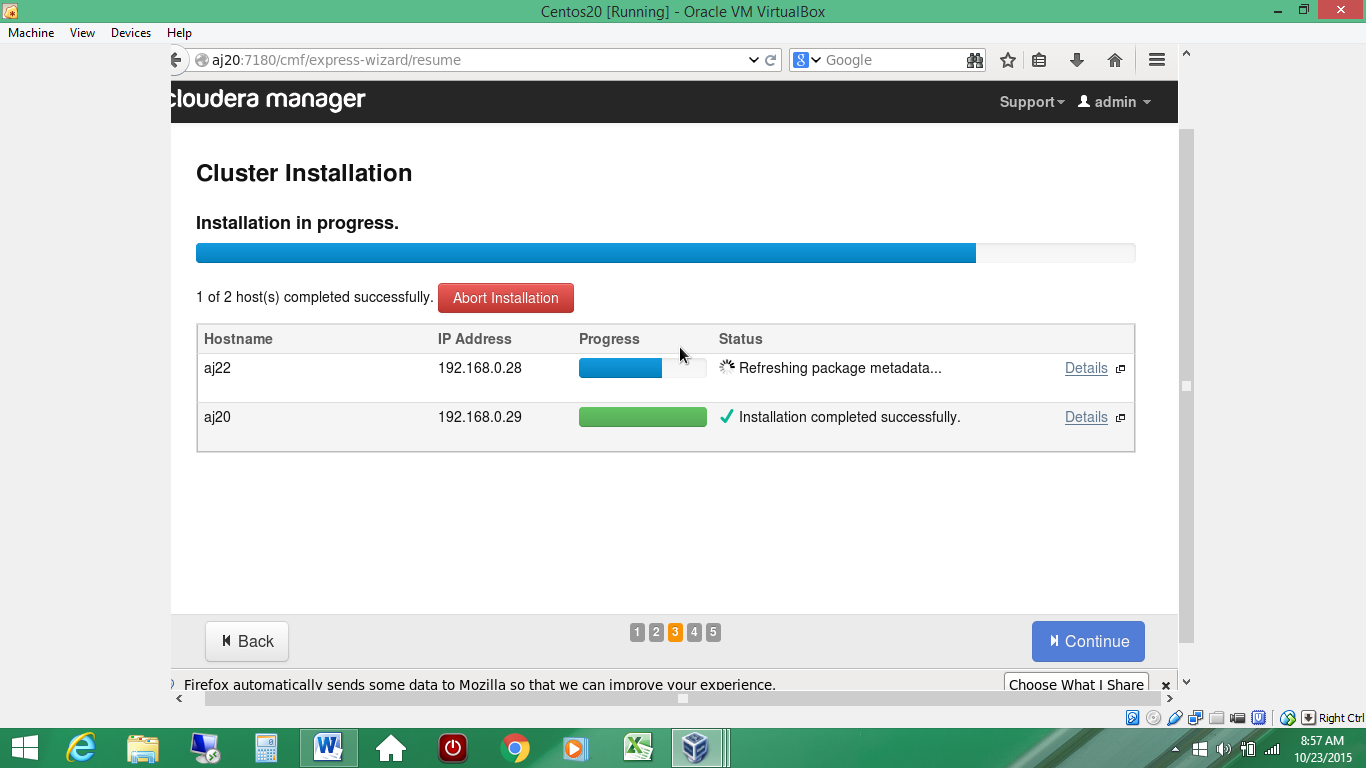 Centos20 [Running] - Oracle VM VirtualBox
Machine View Devices Help
aj20:7180/cmf/express-wizard/resume
8 Google
cloudera manager
Support admin
Cluster Installation
Installation in progress.
1 of 2 host(s) completed successfully. Abort Installation
Hostname IP Address Progress Status
aj22 192.168.0.28 Refreshing package metadata... Details
aj20 192.168.0.29 Installation completed successfully. Details
Back 1 2 3 4 5 Continue
Firefox automatically sends some data to Mozilla so that we can improve your experience. Choose What I Share
Right Ctrl
8:57 AM
10/23/2015